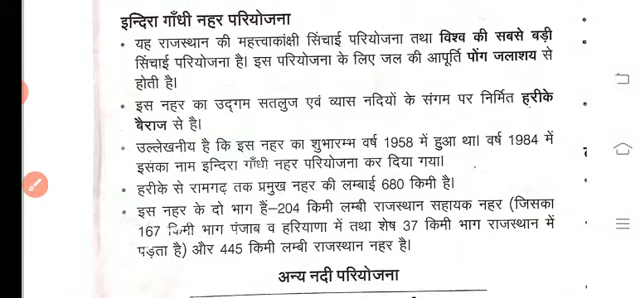 इन्दिरा गाँधी नहर परियोजना
• यह राजस्थान की महत्त्वाकांक्षी सिंचाई परियोजना तथा विश्व की सबसे बड़ी
सिंचाई परियोजना है। इस परियोजना के लिए जल की आपूर्ति पोंग जलाशय से
होती है।
• इस नहर का उद्गम सतलुज एवं व्यास नदियों के संगम पर निर्मित हरीके
बैराज से है।
• उल्लेखनीय है कि इस नहर का शुभारम्भ वर्ष 1958 में हुआ था। वर्ष 1984 में
इसंका नाम इन्दिरा गाँधी नहर परियोजना कर दिया गया।
• हरीके से रामगढ़ तक प्रमुख नहर की लम्बाई 680 किमी है।
• इस नहर के दो भाग हैं–204 किमी लम्बी राजस्थान सहायक नहर (जिसका
167 किमी भाग पंजाब व हरियाणा में तथा शेष 37 किमी भाग राजस्थान में
पड़ता है) और 445 किमी लम्बी राजस्थान नहर है।
अन्य नदी परियोजना